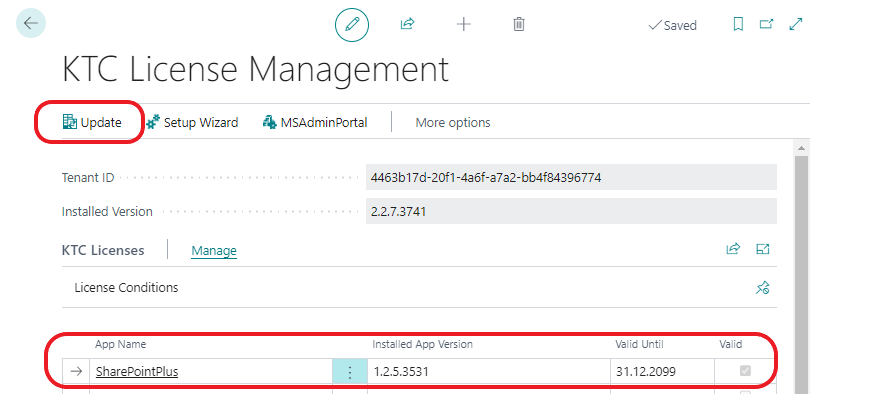 Saved
KTC License Management
Update Setup Wizard MSAdminPortal More options
Tenant ID 4463b17d-20f1-4a6f-a7a2-bb4f84396774
Installed Version 2.2.7.3741
KTC Licenses Manage
License Conditions
App Name Installed App Version Valid Until Valid
SharePointPlus 1.2.5.3531 31.12.2099